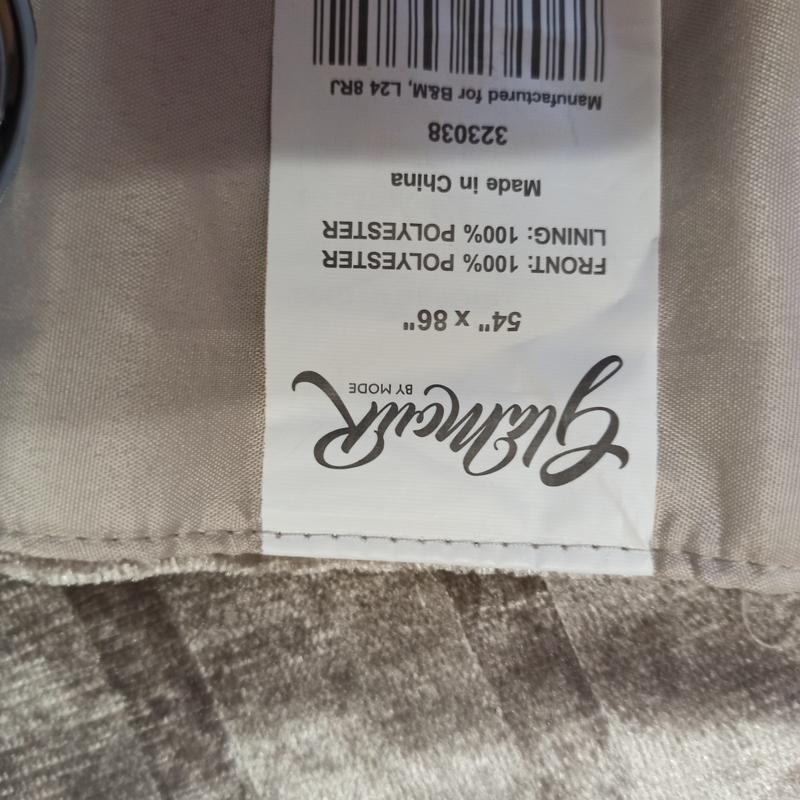 GlamouR
BY MODE
54" x 86"
FRONT: 100% POLYESTER
LINING: 100% POLYESTER
Made in China
323038
Manufactured for B&M, L24 8RJ